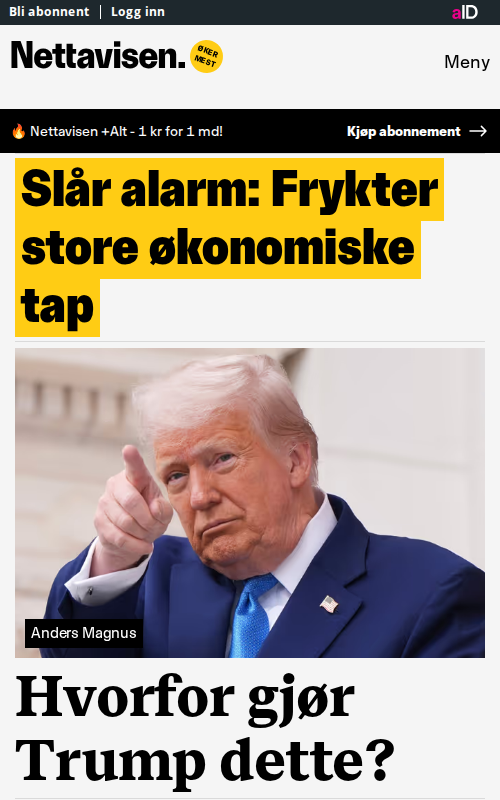 Bli abonnent | Logg inn
aID
Nettavisen.
ØKER
MEST
Meny
🔥 Nettavisen +Alt - 1 kr for 1 md!
Kjøp abonnement →
Slår alarm: Frykter
store økonomiske
tap
Anders Magnus
Hvorfor gjør
Trump dette?